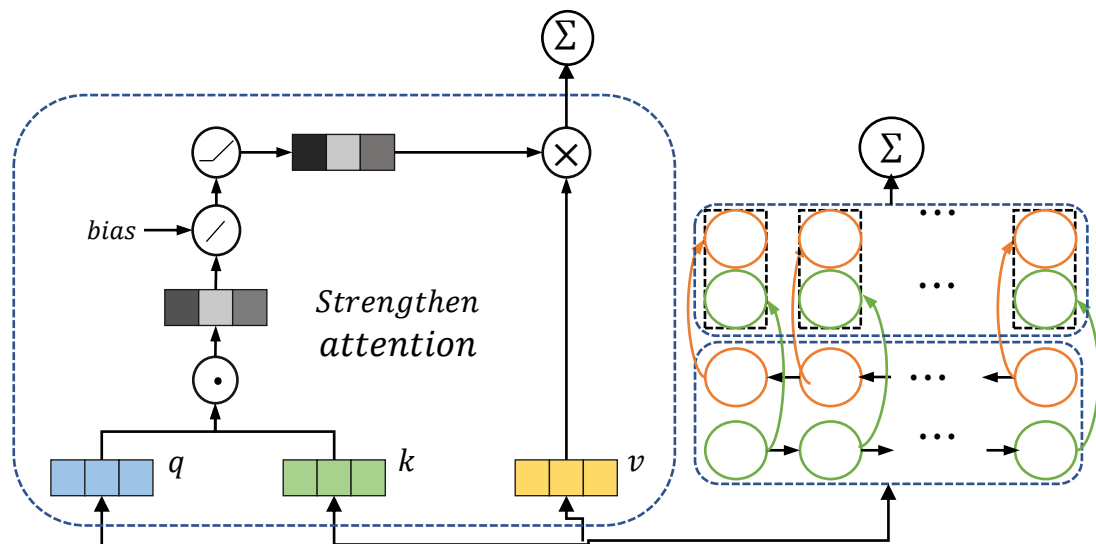 Σ
Σ
bias
Strengthen
attention
q
k
v